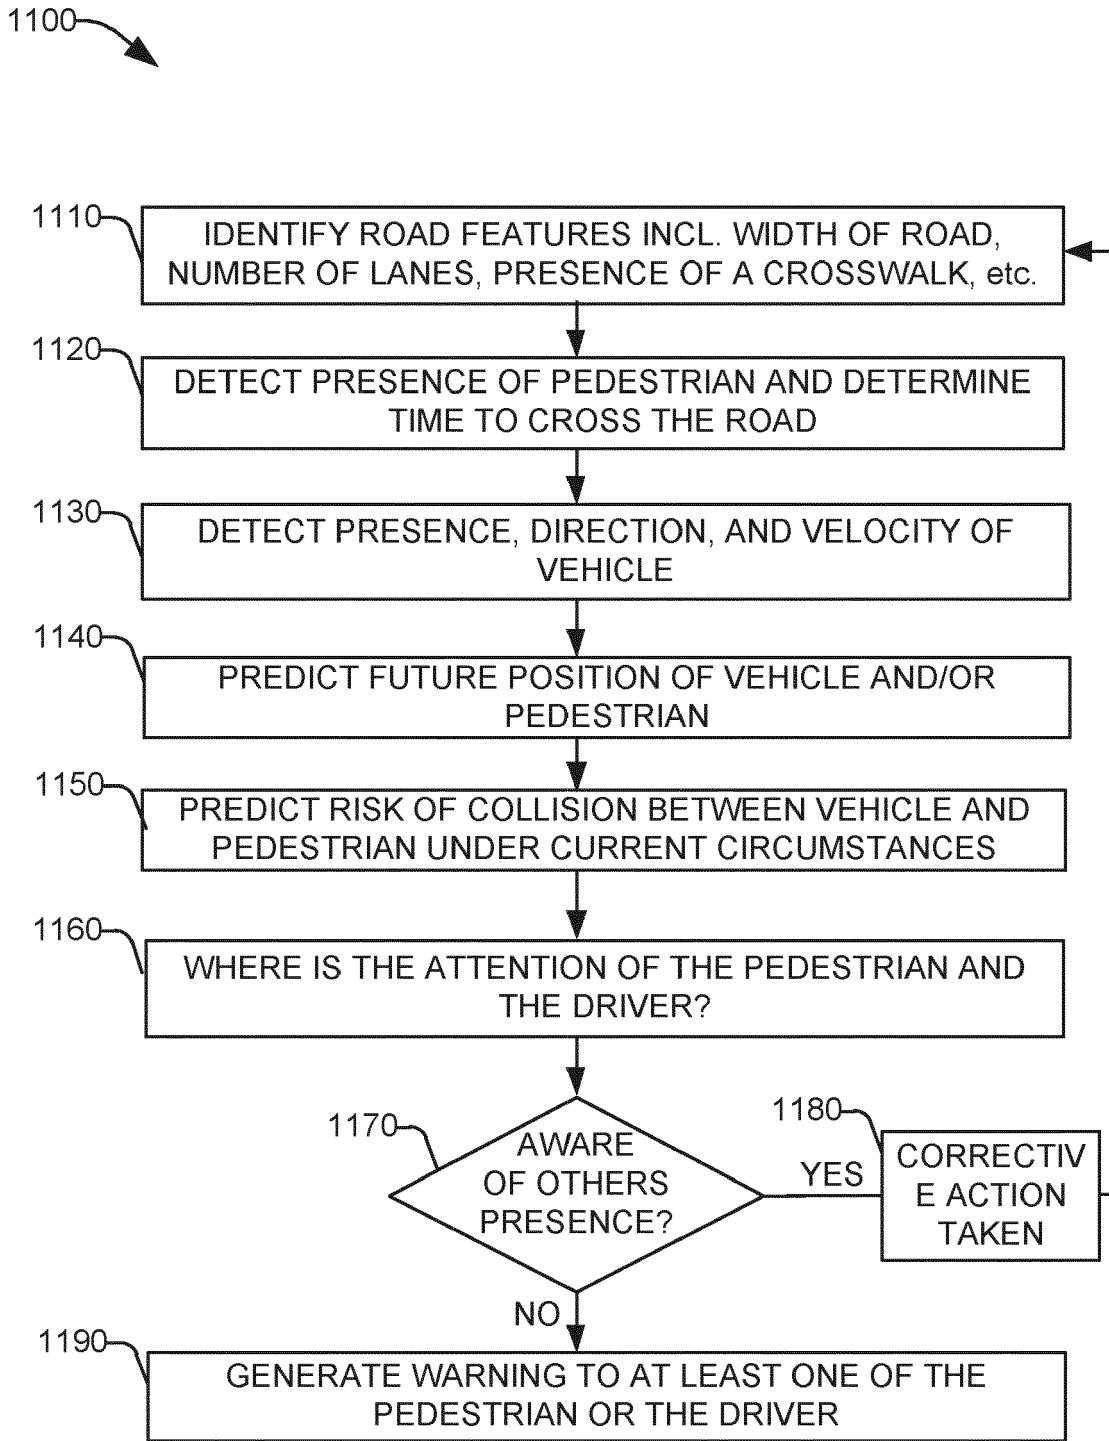 1100
1110
IDENTIFY ROAD FEATURES INCL. WIDTH OF ROAD,
NUMBER OF LANES, PRESENCE OF A CROSSWALK, etc.
1120
DETECT PRESENCE OF PEDESTRIAN AND DETERMINE
TIME TO CROSS THE ROAD
1130
DETECT PRESENCE, DIRECTION, AND VELOCITY OF
VEHICLE
1140
PREDICT FUTURE POSITION OF VEHICLE AND/OR
PEDESTRIAN
1150
PREDICT RISK OF COLLISION BETWEEN VEHICLE AND
PEDESTRIAN UNDER CURRENT CIRCUMSTANCES
1160
WHERE IS THE ATTENTION OF THE PEDESTRIAN AND
THE DRIVER?
1170
AWARE
OF OTHERS
PRESENCE?
YES
1180
CORRECTIV
E ACTION
TAKEN
NO
1190
GENERATE WARNING TO AT LEAST ONE OF THE
PEDESTRIAN OR THE DRIVER